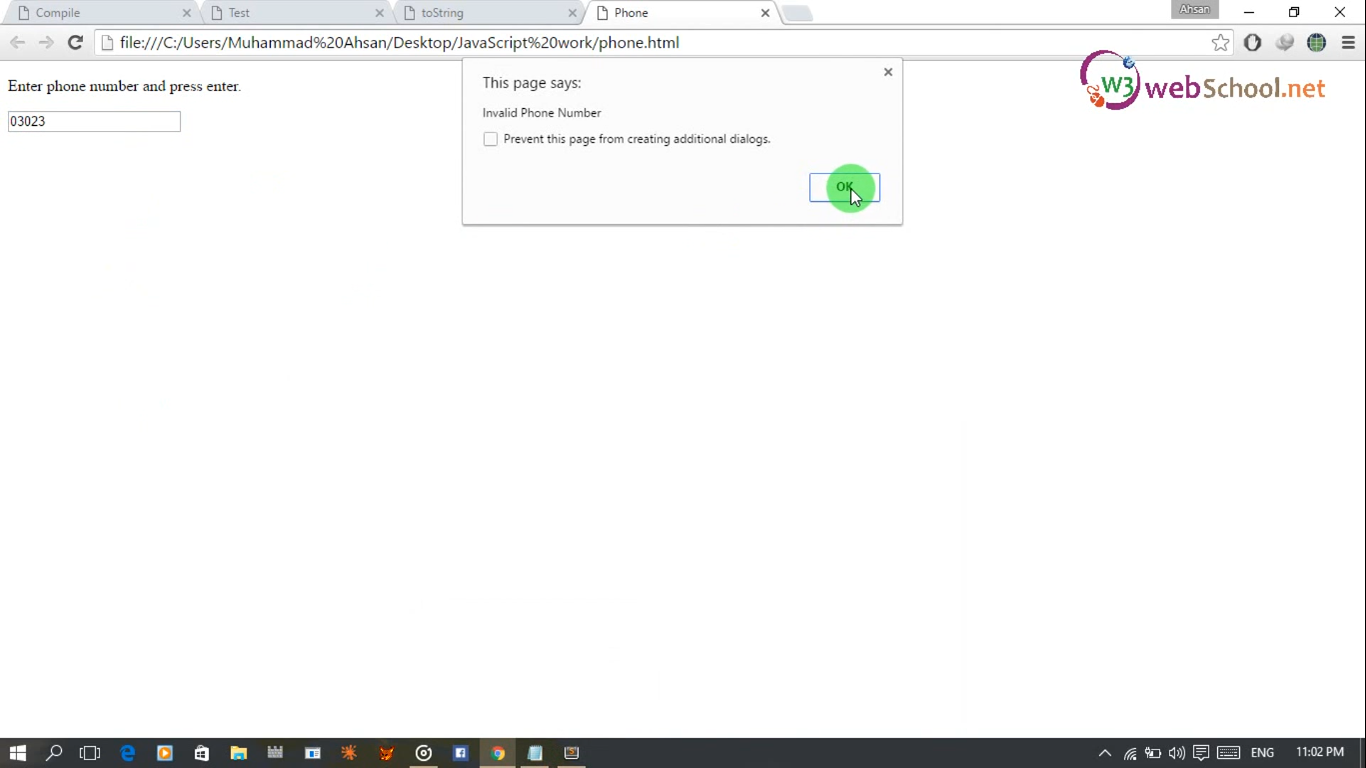 Compile
Test
toString
Phone
Ahsan
file:///C:/Users/Muhammad%20Ahsan/Desktop/JavaScript%20work/phone.html
Enter phone number and press enter.
03023
This page says:
Invalid Phone Number
Prevent this page from creating additional dialogs.
OK
W3 webSchool.net
ENG
11:02 PM